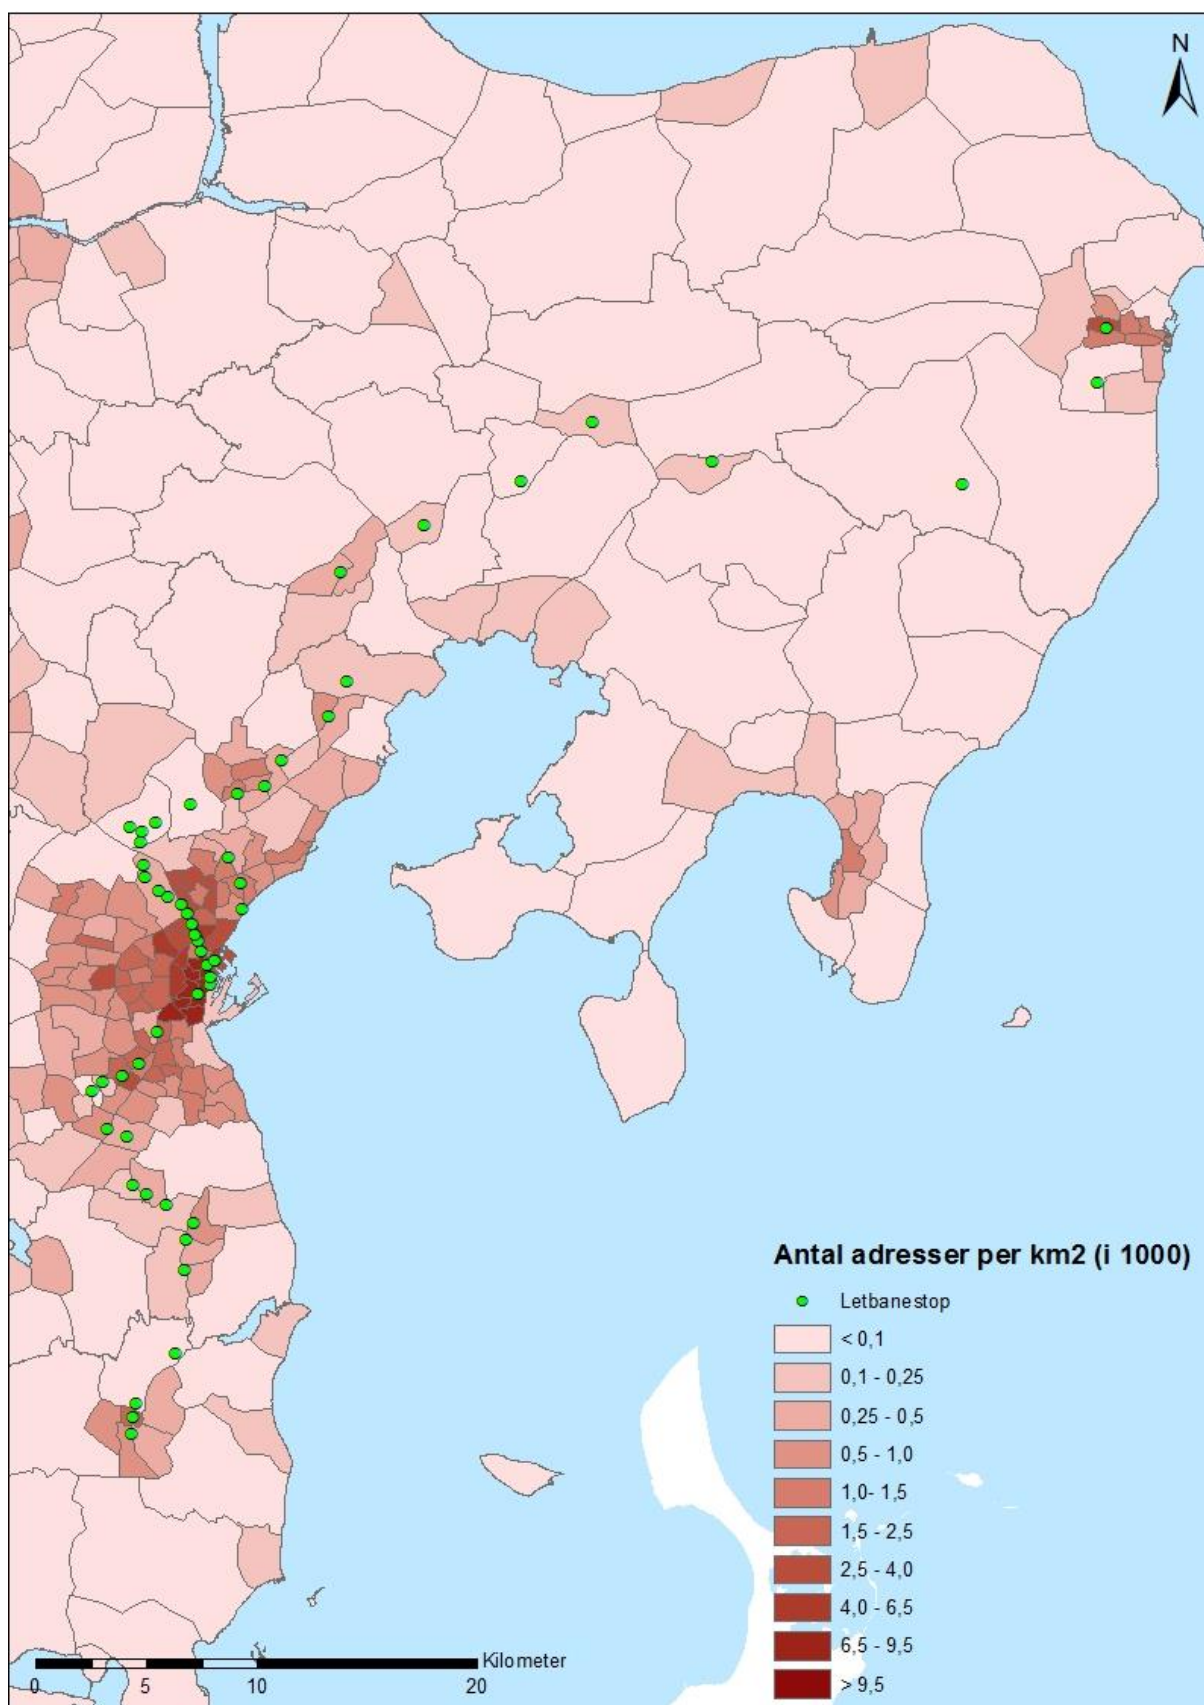 N
Antal adresser per km2 (i 1000)
Letbanestop
< 0,1
0,1 - 0,25
0,25 - 0,5
0,5 - 1,0
1,0- 1,5
1,5 - 2,5
2,5 - 4,0
4,0 - 6,5
6,5 - 9,5
> 9,5
Kilometer
0 5 10 20